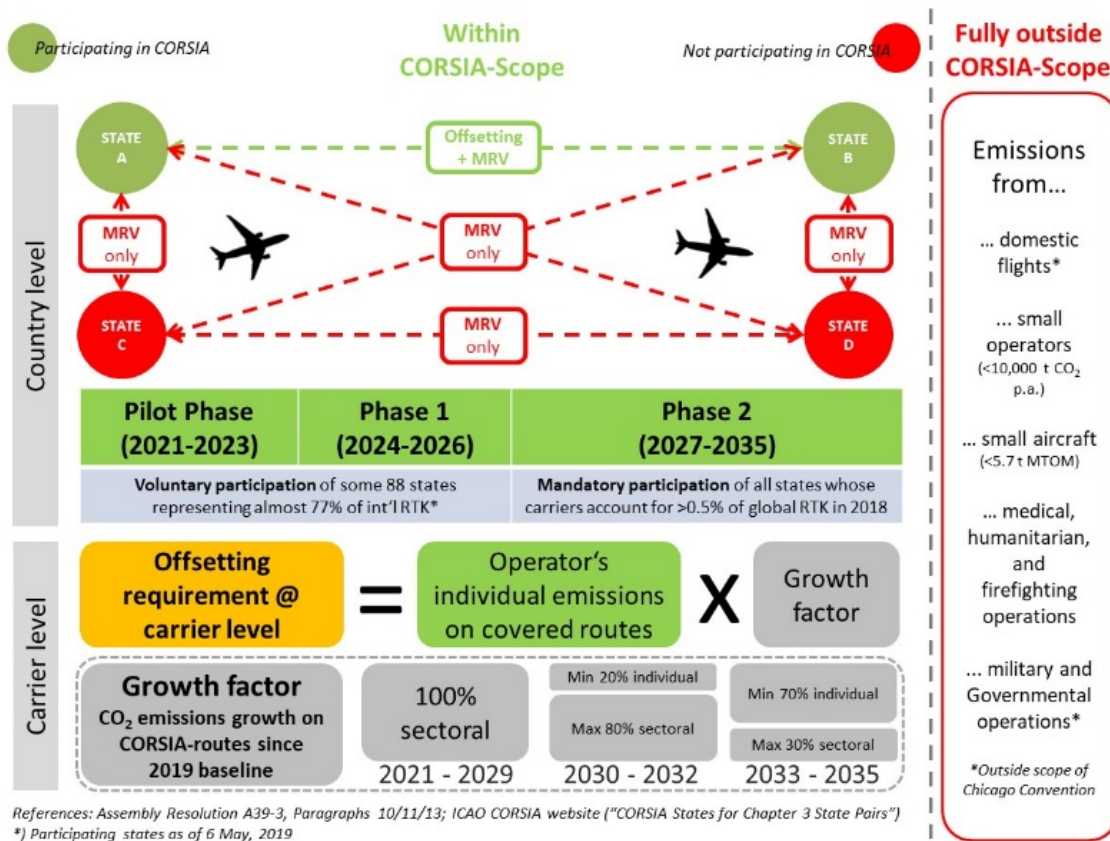 Participating in CORSIA
Within
CORSIA-Scope
Not participating in CORSIA
Fully outside
CORSIA-Scope
Country level
STATE
A
Offsetting
+ MRV
STATE
B
MRV
only
MRV
only
MRV
only
STATE
C
MRV
only
STATE
D
Pilot Phase
(2021-2023)
Phase 1
(2024-2026)
Phase 2
(2027-2035)
Voluntary participation of some 88 states
representing almost 77% of int'l RTK*
Mandatory participation of all states whose
carriers account for >0.5% of global RTK in 2018
Carrier level
Offsetting
requirement @
carrier level
=
Operator‘s
individual emissions
on covered routes
X
Growth
factor
Growth factor
CO₂ emissions growth on
CORSIA-routes since
2019 baseline
100%
sectoral
2021 - 2029
Min 20% individual
Max 80% sectoral
2030 - 2032
Min 70% individual
Max 30% sectoral
2033 - 2035
Emissions
from...
... domestic
flights*
... small
operators
(<10,000 t CO₂
p.a.)
... small aircraft
(<5.7 t MTOM)
... medical,
humanitarian,
and
firefighting
operations
... military and
Governmental
operations*
*Outside scope of
Chicago Convention
References: Assembly Resolution A39-3, Paragraphs 10/11/13; ICAO CORSIA website ("CORSIA States for Chapter 3 State Pairs")
*) Participating states as of 6 May, 2019